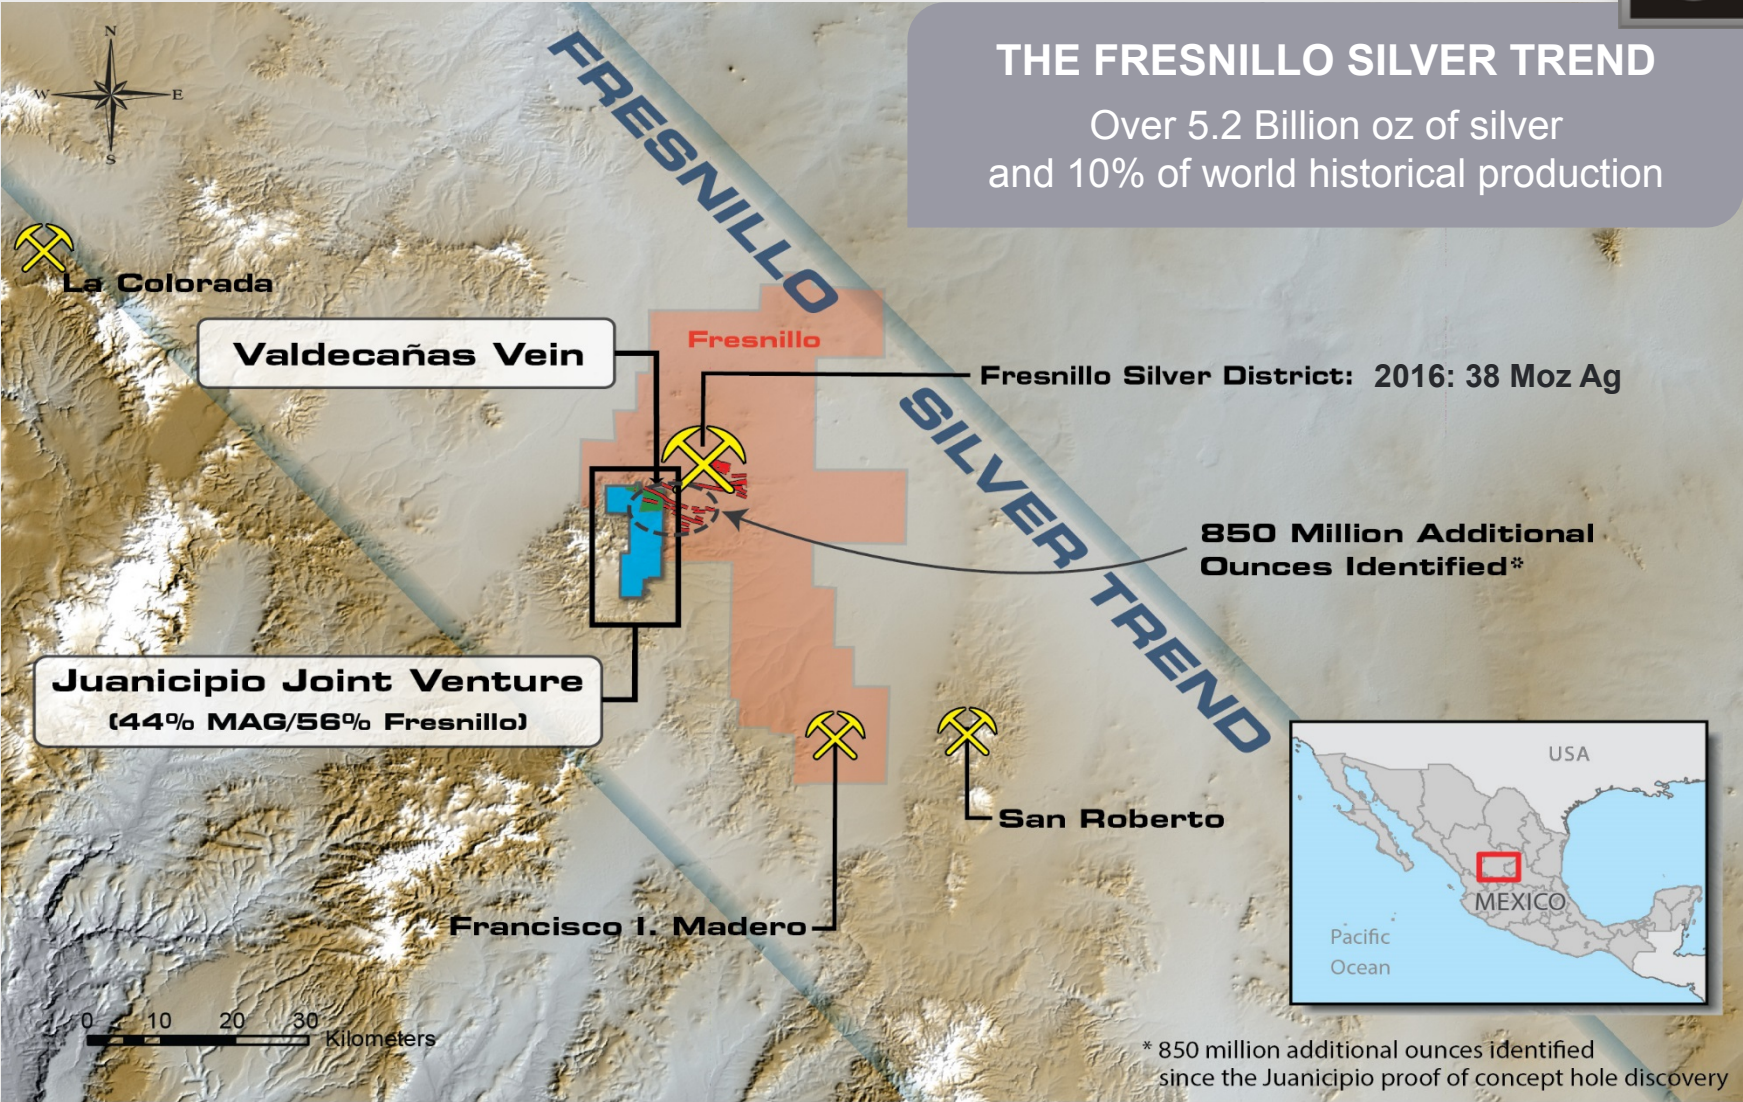 N
W
E
S
THE FRESNILLO SILVER TREND
Over 5.2 Billion oz of silver
and 10% of world historical production
FRESNILLO
SILVER TREND
La Colorada
Valdecañas Vein
Fresnillo
Fresnillo Silver District: 2016: 38 Moz Ag
850 Million Additional
Ounces Identified*
Juanicipio Joint Venture
(44% MAG/56% Fresnillo)
San Roberto
Francisco I. Madero
USA
MEXICO
Pacific
Ocean
0 10 20 30
Kilometers
* 850 million additional ounces identified
since the Juanicipio proof of concept hole discovery